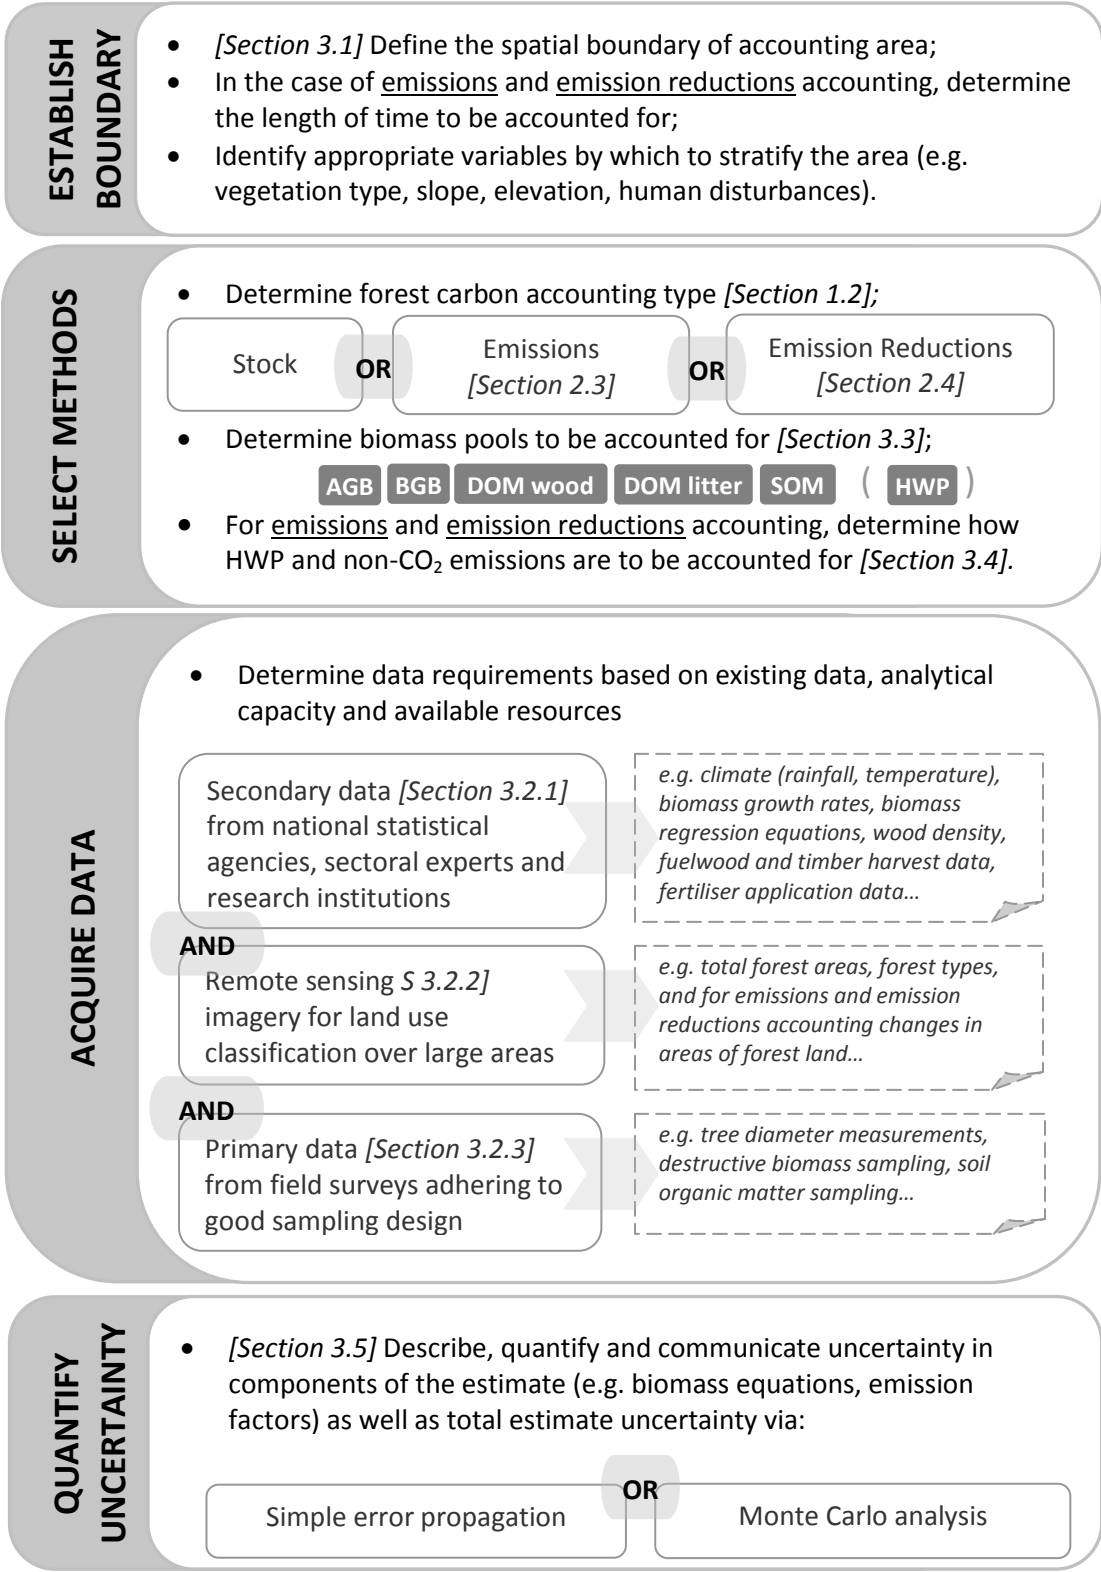 ESTABLISH
BOUNDARY
• [Section 3.1] Define the spatial boundary of accounting area;
• In the case of emissions and emission reductions accounting, determine
the length of time to be accounted for;
• Identify appropriate variables by which to stratify the area (e.g.
vegetation type, slope, elevation, human disturbances).
SELECT METHODS
• Determine forest carbon accounting type [Section 1.2];
Stock
OR
Emissions
[Section 2.3]
OR
Emission Reductions
[Section 2.4]
• Determine biomass pools to be accounted for [Section 3.3];
AGB BGB DOM wood DOM litter SOM ( HWP )
• For emissions and emission reductions accounting, determine how
HWP and non-CO₂ emissions are to be accounted for [Section 3.4].
ACQUIRE DATA
• Determine data requirements based on existing data, analytical
capacity and available resources
Secondary data [Section 3.2.1]
from national statistical
agencies, sectoral experts and
research institutions
e.g. climate (rainfall, temperature),
biomass growth rates, biomass
regression equations, wood density,
fuelwood and timber harvest data,
fertiliser application data…
AND
Remote sensing S 3.2.2]
imagery for land use
classification over large areas
e.g. total forest areas, forest types,
and for emissions and emission
reductions accounting changes in
areas of forest land…
AND
Primary data [Section 3.2.3]
from field surveys adhering to
good sampling design
e.g. tree diameter measurements,
destructive biomass sampling, soil
organic matter sampling…
QUANTIFY
UNCERTAINTY
• [Section 3.5] Describe, quantify and communicate uncertainty in
components of the estimate (e.g. biomass equations, emission
factors) as well as total estimate uncertainty via:
Simple error propagation
OR
Monte Carlo analysis